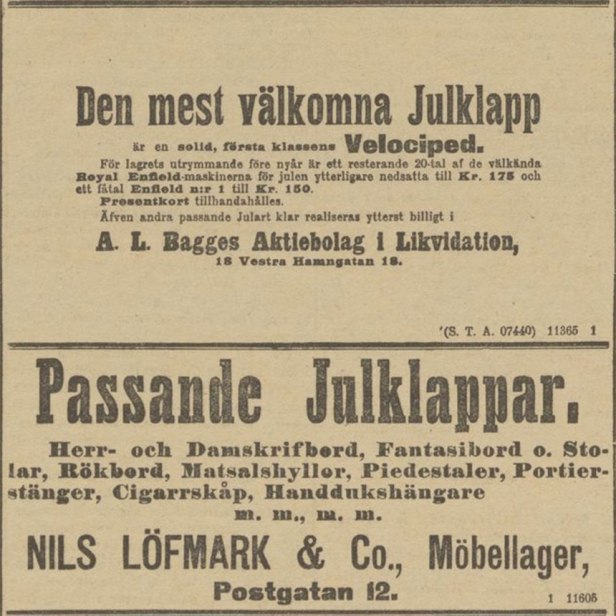 Den mest välkomna Julklapp
är en solid, första klassens Velociped.
För lagrets utrymmande före nyår är ett resterande 20-tal af de välkända
Royal Enfield-maskinerna för julen ytterligare nedsatta till Kr. 175 och
ett fåtal Enfield n:r 1 till Kr. 150.
Presentkort tillhandahålles.
Äfven andra passande Julart klar realiseras ytterst billigt i
A. L. Bagges Aktiebolag i Likvidation,
18 Vestra Hamngatan 18.
(S. T. A. 07440) 11365 1
Passande Julklappar.
Herr- och Damskrifbord, Fantasibord o. Sto-
lar, Rökbord, Matsalshyllor, Piedestaler, Portier-
stänger, Cigarrskåp, Handdukshängare
m. m., m. m.
NILS LÖFMARK & Co., Möbellager,
Postgatan 12.
1 11605